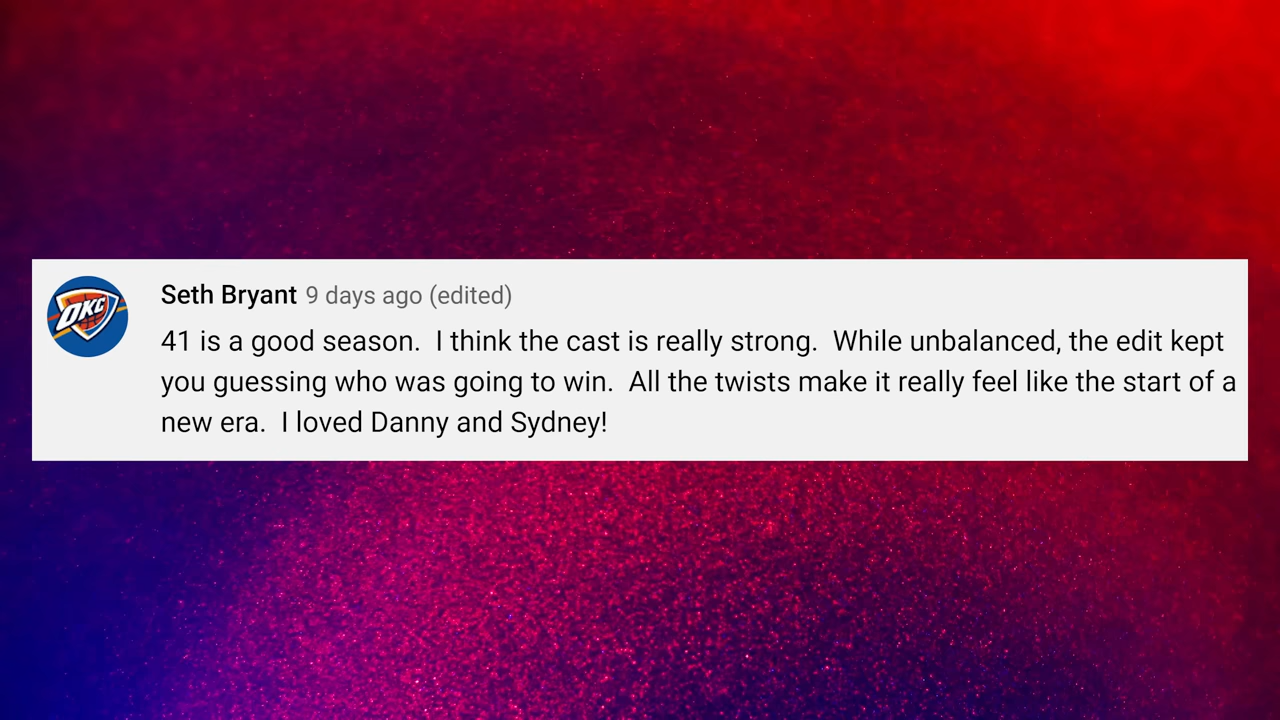 OKC
Seth Bryant 9 days ago (edited)
41 is a good season.  I think the cast is really strong.  While unbalanced, the edit kept
you guessing who was going to win.  All the twists make it really feel like the start of a
new era.  I loved Danny and Sydney!